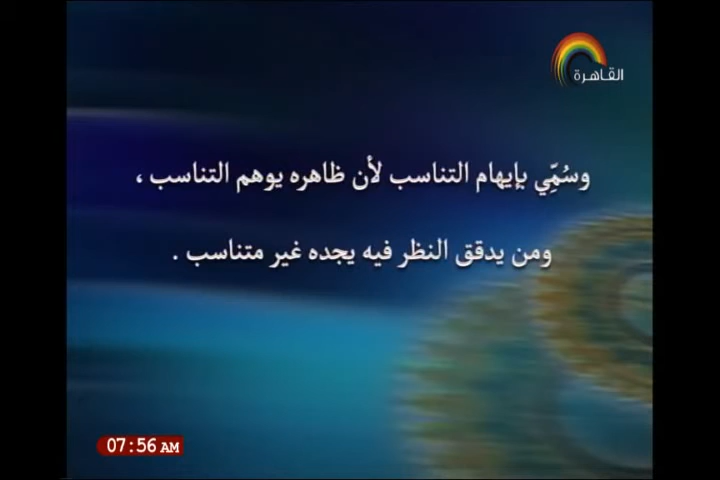 القاهرة
وسُمِّي بإيهام التناسب لأن ظاهره يوهم التناسب ،
ومن يدقق النظر فيه يجده غير متناسب .
07:56 AM